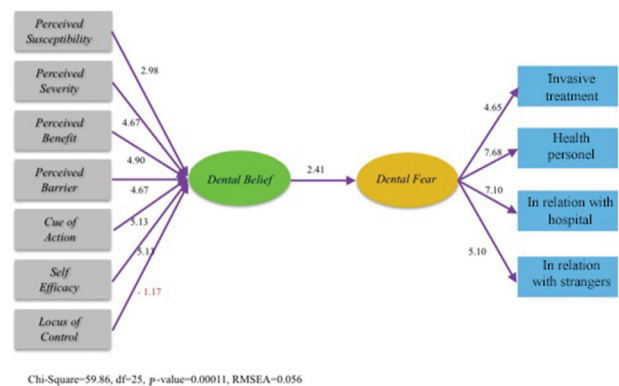 Perceived
Susceptibility
Perceived
Severity
Perceived
Benefit
Perceived
Barrier
Cue of
Action
Self
Efficacy
Locus of
Control
2.98
4.67
4.90
4.67
5.13
5.13
- 1.17
Dental Belief
2.41
Dental Fear
4.65
7.68
7.10
5.10
Invasive
treatment
Health
personel
In relation with
hospital
In relation
with strangers
Chi-Square=59.86, df=25, p-value=0.00011, RMSEA=0.056